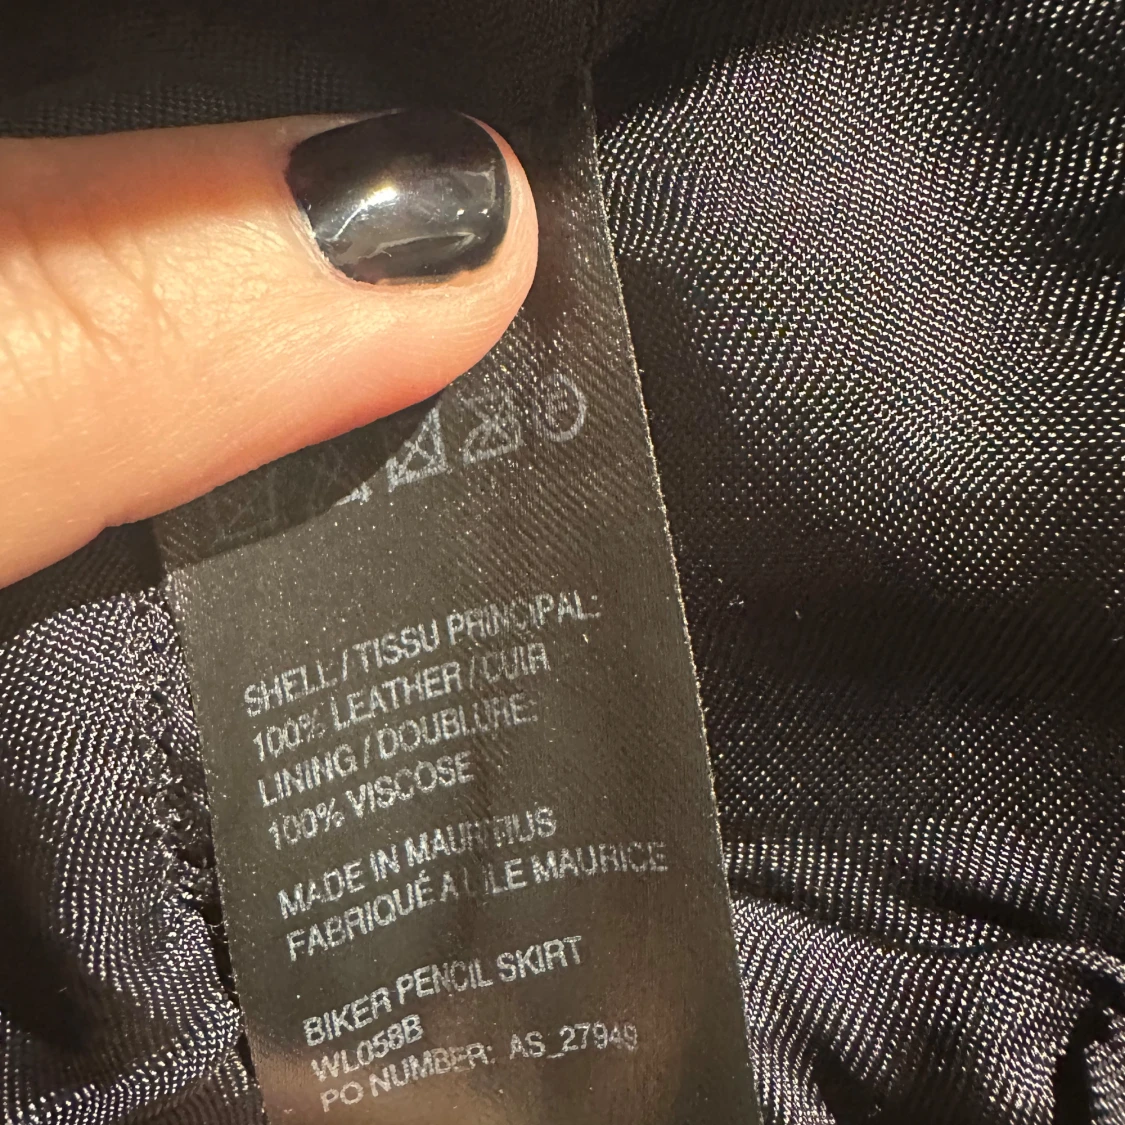 SHELL / TISSU PRINCIPAL:
100% LEATHER / CUIR
LINING / DOUBLURE:
100% VISCOSE
MADE IN MAURITIUS
FABRIQUÉ À L'ILE MAURICE
BIKER PENCIL SKIRT
WL058B
PO NUMBER: AS_27949